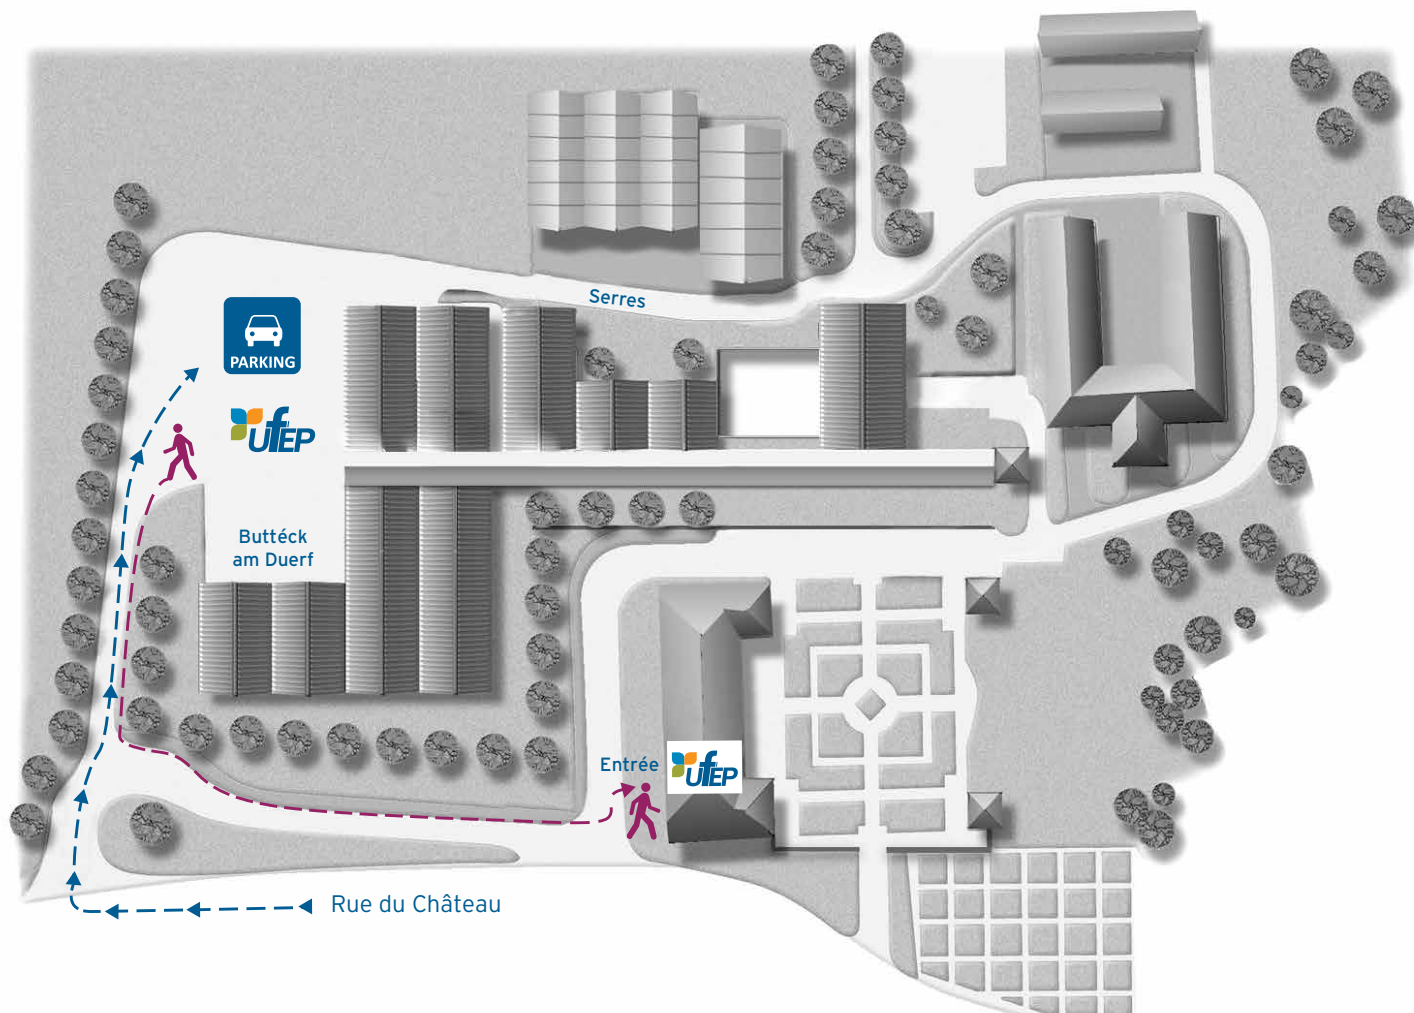 Serres
PARKING
UFEP
Buttéck
am Duerf
Entrée
UFEP
Rue du Château